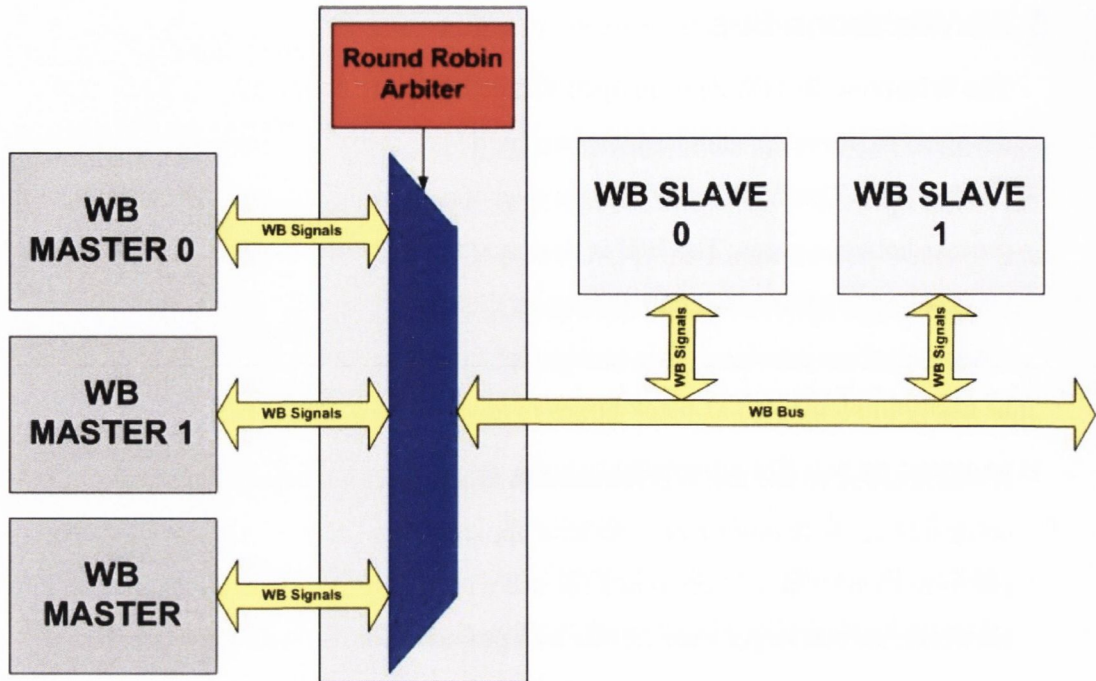 Round Robin
Arbiter
WB
MASTER 0
WB Signals
WB SLAVE
0
WB SLAVE
1
WB Signals
WB Signals
WB
MASTER 1
WB Signals
WB Bus
WB
MASTER
WB Signals